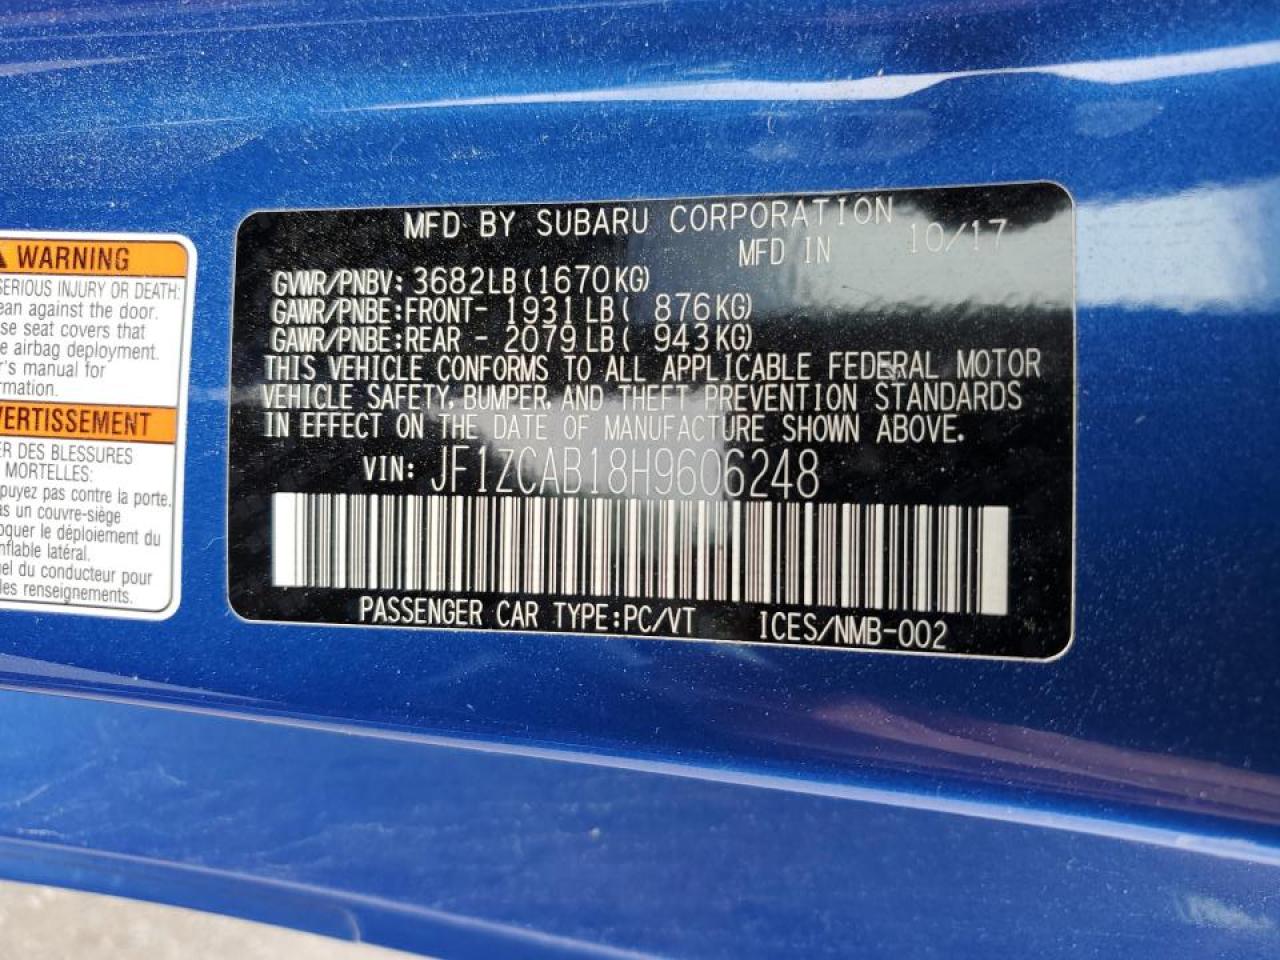 WARNING
SERIOUS INJURY OR DEATH:
ean against the door.
se seat covers that
e airbag deployment.
r's manual for
rmation.
VERTISSEMENT
ER DES BLESSURES
MORTELLES:
puyez pas contre la porte.
as un couvre-siège
oquer le déploiement du
nflable latéral.
el du conducteur pour
les renseignements.
MFD BY SUBARU CORPORATION
MFD IN 10/17
GVWR/PNBV: 3682LB(1670KG)
GAWR/PNBE:FRONT- 1931LB( 876KG)
GAWR/PNBE:REAR - 2079LB( 943KG)
THIS VEHICLE CONFORMS TO ALL APPLICABLE FEDERAL MOTOR
VEHICLE SAFETY, BUMPER, AND THEFT PREVENTION STANDARDS
IN EFFECT ON THE DATE OF MANUFACTURE SHOWN ABOVE.
VIN: JF1ZCAB18H9606248
PASSENGER CAR TYPE:PC/VT ICES/NMB-002